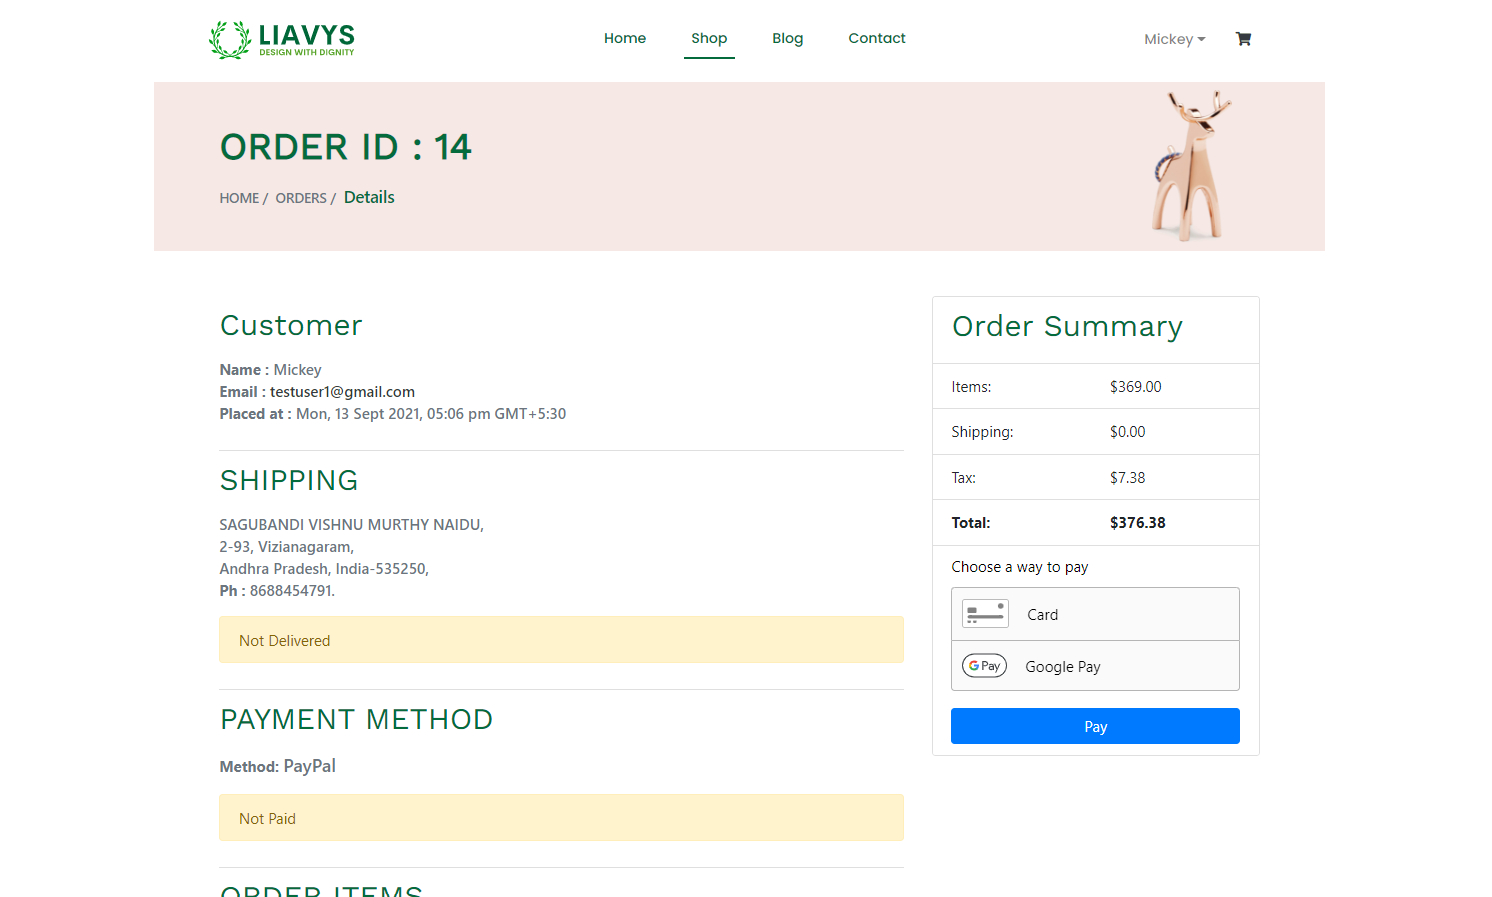 LIAVYS
DESIGN WITH DIGNITY
Home Shop Blog Contact
Mickey
ORDER ID : 14
HOME / ORDERS / Details
Customer
Name : Mickey
Email : testuser1@gmail.com
Placed at : Mon, 13 Sept 2021, 05:06 pm GMT+5:30
SHIPPING
SAGUBANDI VISHNU MURTHY NAIDU,
2-93, Vizianagaram,
Andhra Pradesh, India-535250,
Ph : 8688454791.
Not Delivered
PAYMENT METHOD
Method: PayPal
Not Paid
ORDER ITEMS
Order Summary
Items: $369.00
Shipping: $0.00
Tax: $7.38
Total: $376.38
Choose a way to pay
Card
G Pay Google Pay
Pay